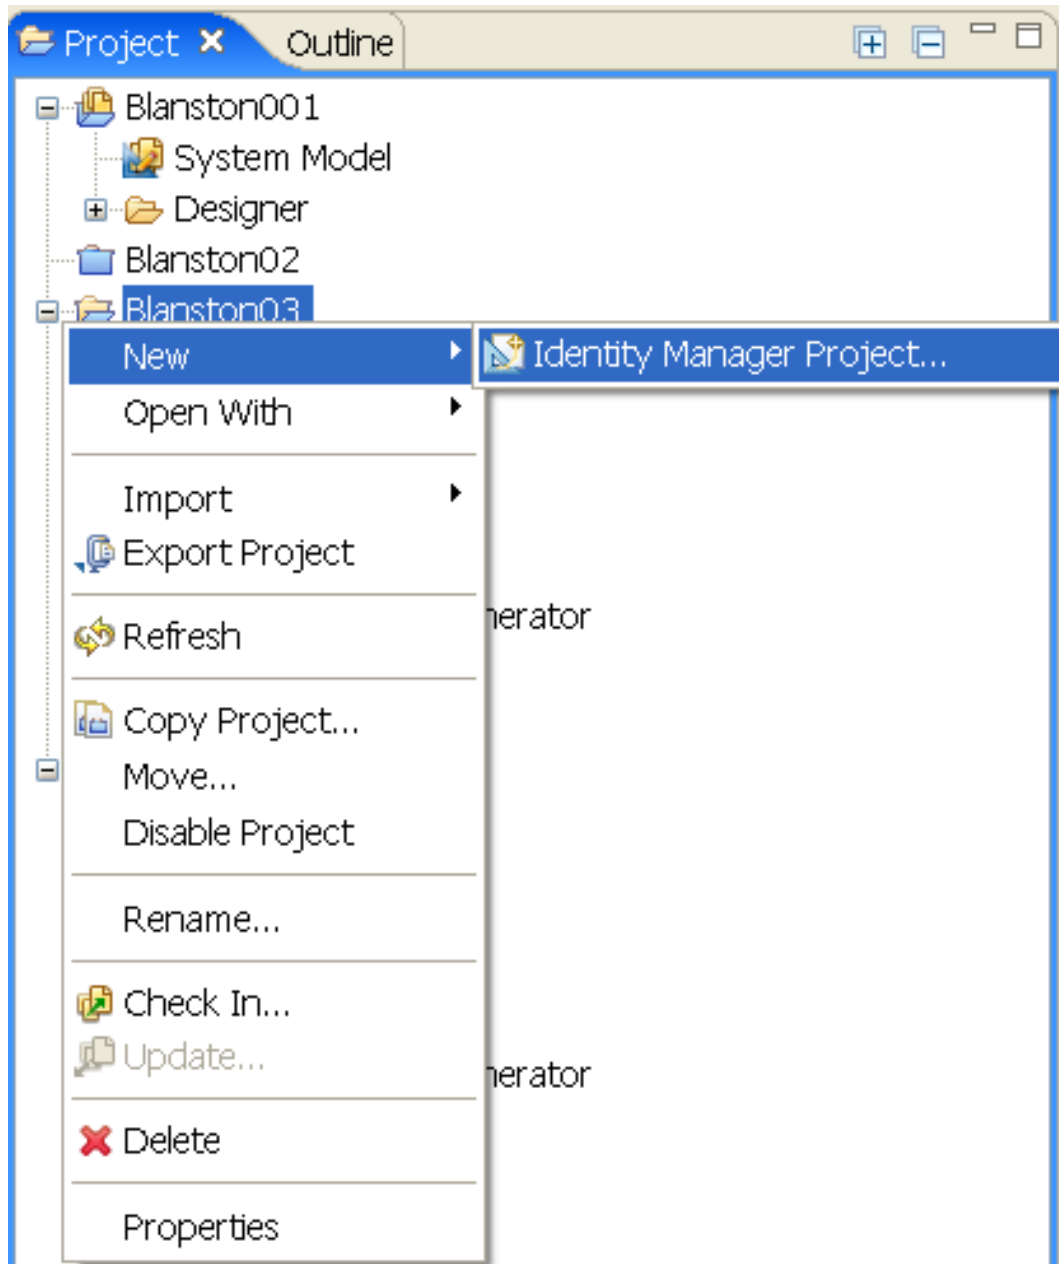 Project Outline
Blanston001
System Model
Designer
Blanston02
Blanston03
New Identity Manager Project...
Open With
Import
Export Project
nerator
Refresh
Copy Project...
Move...
Disable Project
Rename...
Check In...
Update...
nerator
Delete
Properties